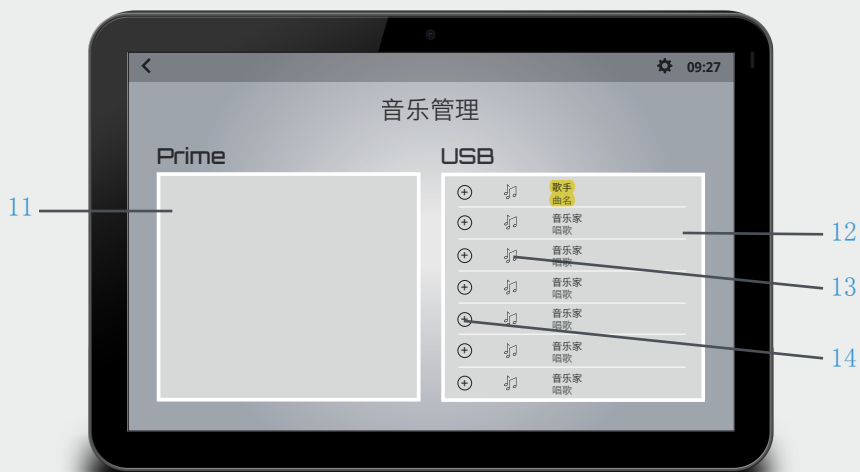 09:27
音乐管理
Prime
USB
歌手
曲名
音乐家
唱歌
音乐家
唱歌
音乐家
唱歌
音乐家
唱歌
音乐家
唱歌
音乐家
唱歌
11
12
13
14